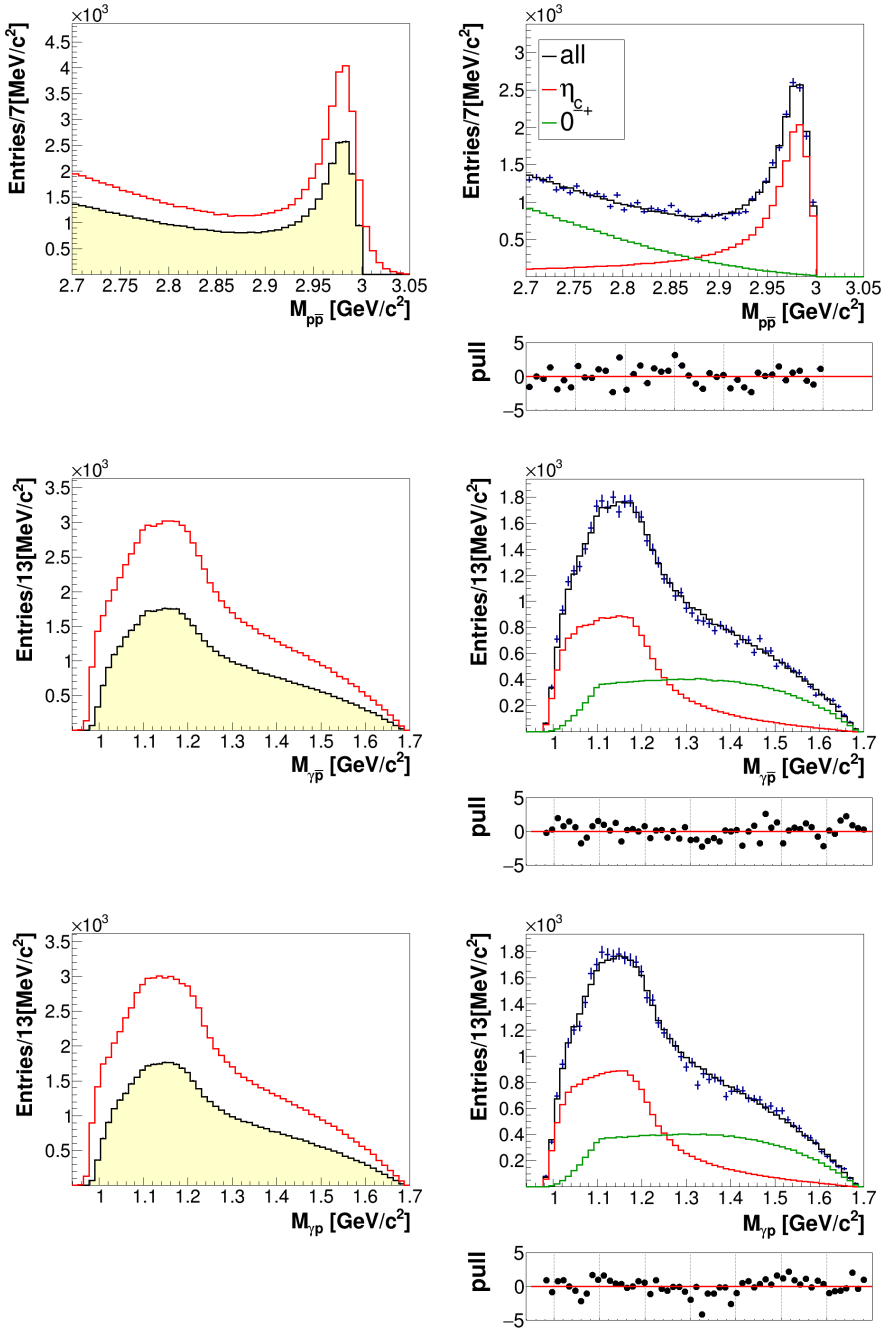 ×10³
Entries/7[MeV/c²]
4.5
4
3.5
3
2.5
2
1.5
1
0.5
2.7 2.75 2.8 2.85 2.9 2.95 3 3.05
M_pp̅ [GeV/c²]
×10³
Entries/7[MeV/c²]
3
2.5
2
1.5
1
0.5
all
η_c
0⁻⁺
2.7 2.75 2.8 2.85 2.9 2.95 3 3.05
M_pp̅ [GeV/c²]
pull
5
0
−5
×10³
Entries/13[MeV/c²]
3.5
3
2.5
2
1.5
1
0.5
1 1.1 1.2 1.3 1.4 1.5 1.6 1.7
M_γp̅ [GeV/c²]
×10³
Entries/13[MeV/c²]
1.8
1.6
1.4
1.2
1
0.8
0.6
0.4
0.2
1 1.1 1.2 1.3 1.4 1.5 1.6 1.7
M_γp̅ [GeV/c²]
pull
5
0
−5
×10³
Entries/13[MeV/c²]
3.5
3
2.5
2
1.5
1
0.5
1 1.1 1.2 1.3 1.4 1.5 1.6 1.7
M_γp [GeV/c²]
×10³
Entries/13[MeV/c²]
1.8
1.6
1.4
1.2
1
0.8
0.6
0.4
0.2
1 1.1 1.2 1.3 1.4 1.5 1.6 1.7
M_γp [GeV/c²]
pull
5
0
−5